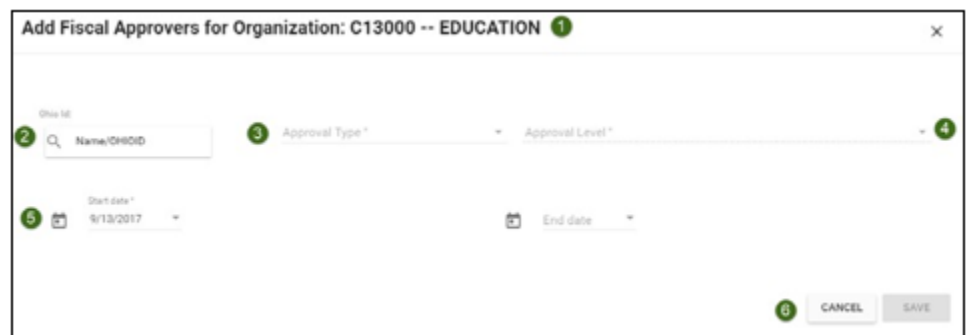 Add Fiscal Approvers for Organization: C13000 -- EDUCATION 1
Ohio Id:
2 Name/OHIOID
3 Approval Type * Approval Level * 4
Start date *
5 9/13/2017 End date
6 CANCEL SAVE